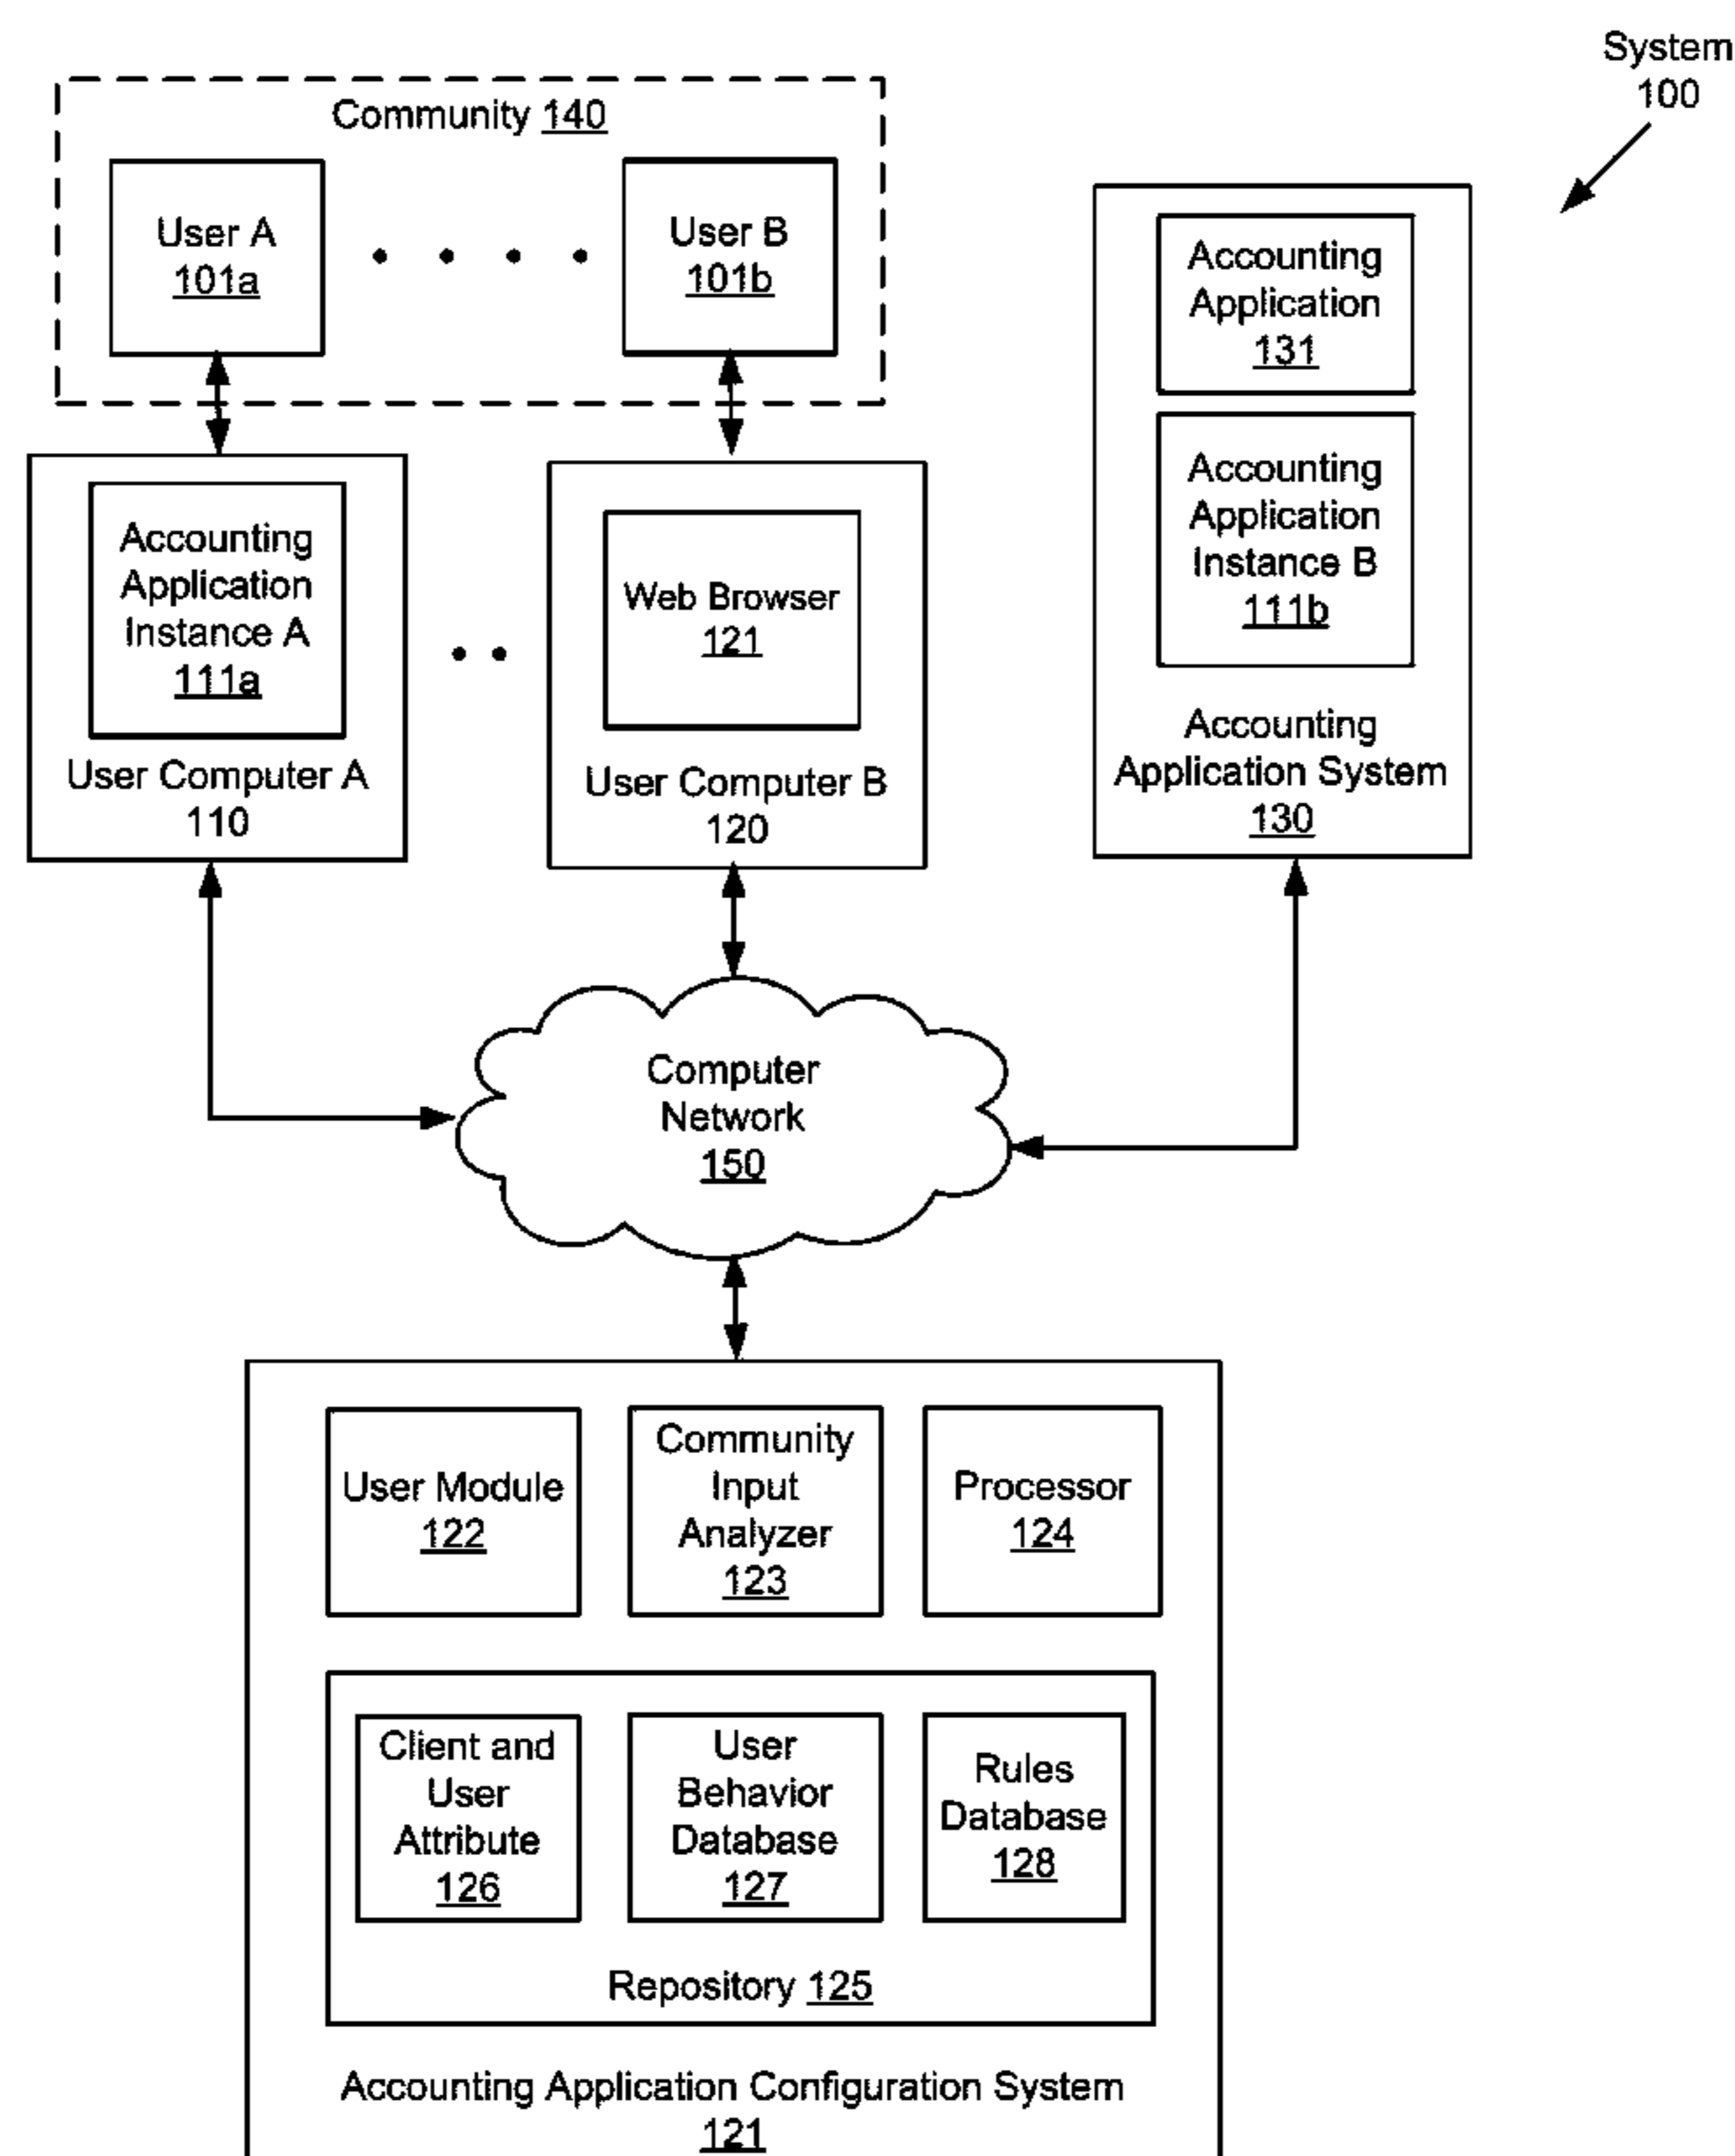 System
100
Community 140
User A
101a
User B
101b
Accounting
Application
131
Accounting
Application
Instance B
111b
Accounting
Application System
130
Accounting
Application
Instance A
111a
User Computer A
110
Web Browser
121
User Computer B
120
Computer
Network
150
User Module
122
Community
Input
Analyzer
123
Processor
124
Client and
User
Attribute
126
User
Behavior
Database
127
Rules
Database
128
Repository 125
Accounting Application Configuration System
121